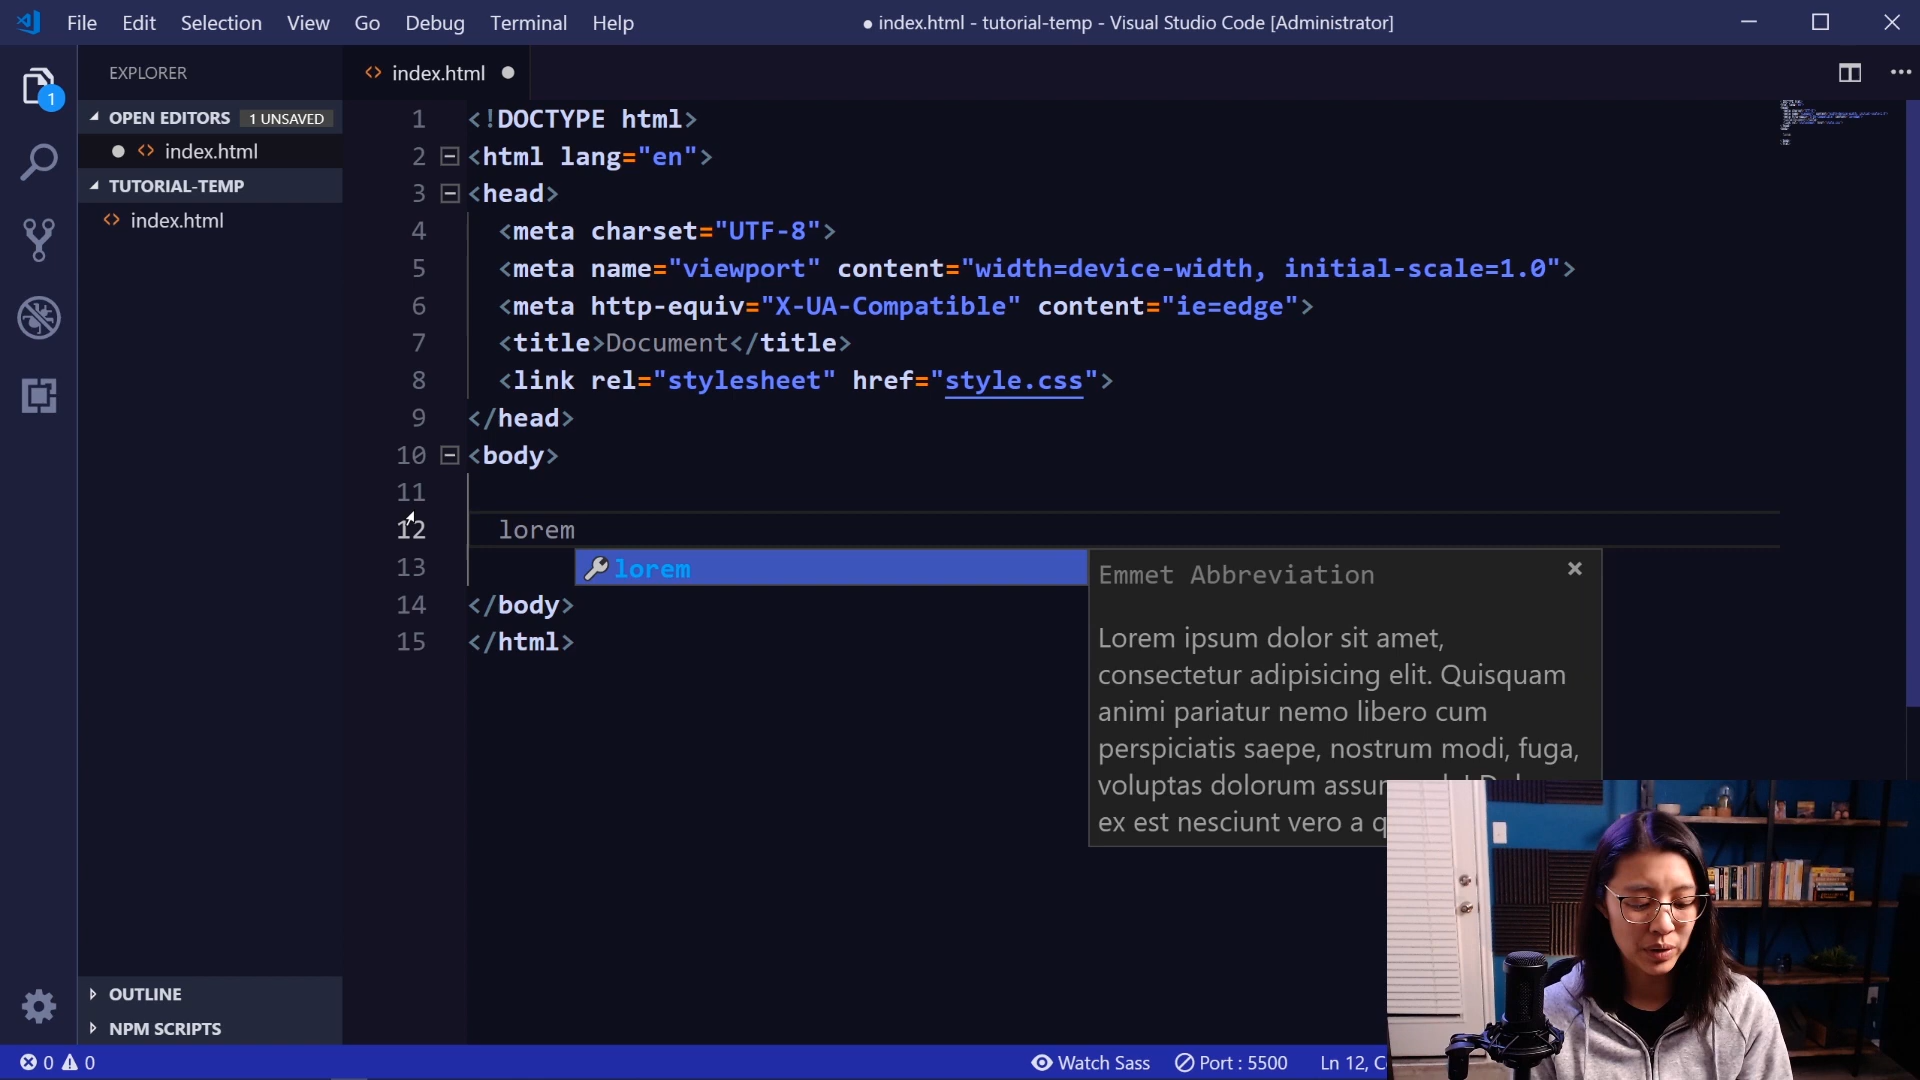 File Edit Selection View Go Debug Terminal Help
● index.html - tutorial-temp - Visual Studio Code [Administrator]
EXPLORER
1
OPEN EDITORS 1 UNSAVED
index.html
TUTORIAL-TEMP
index.html
OUTLINE
NPM SCRIPTS
index.html
1 <!DOCTYPE html>
2 <html lang="en">
3 <head>
4 <meta charset="UTF-8">
5 <meta name="viewport" content="width=device-width, initial-scale=1.0">
6 <meta http-equiv="X-UA-Compatible" content="ie=edge">
7 <title>Document</title>
8 <link rel="stylesheet" href="style.css">
9 </head>
10 <body>
11
12 lorem
13
14 </body>
15 </html>
lorem
Emmet Abbreviation
Lorem ipsum dolor sit amet,
consectetur adipisicing elit. Quisquam
animi pariatur nemo libero cum
perspiciatis saepe, nostrum modi, fuga,
voluptas dolorum
ex est nesciunt vero a
0 0
Watch Sass
Port : 5500
Ln 12,